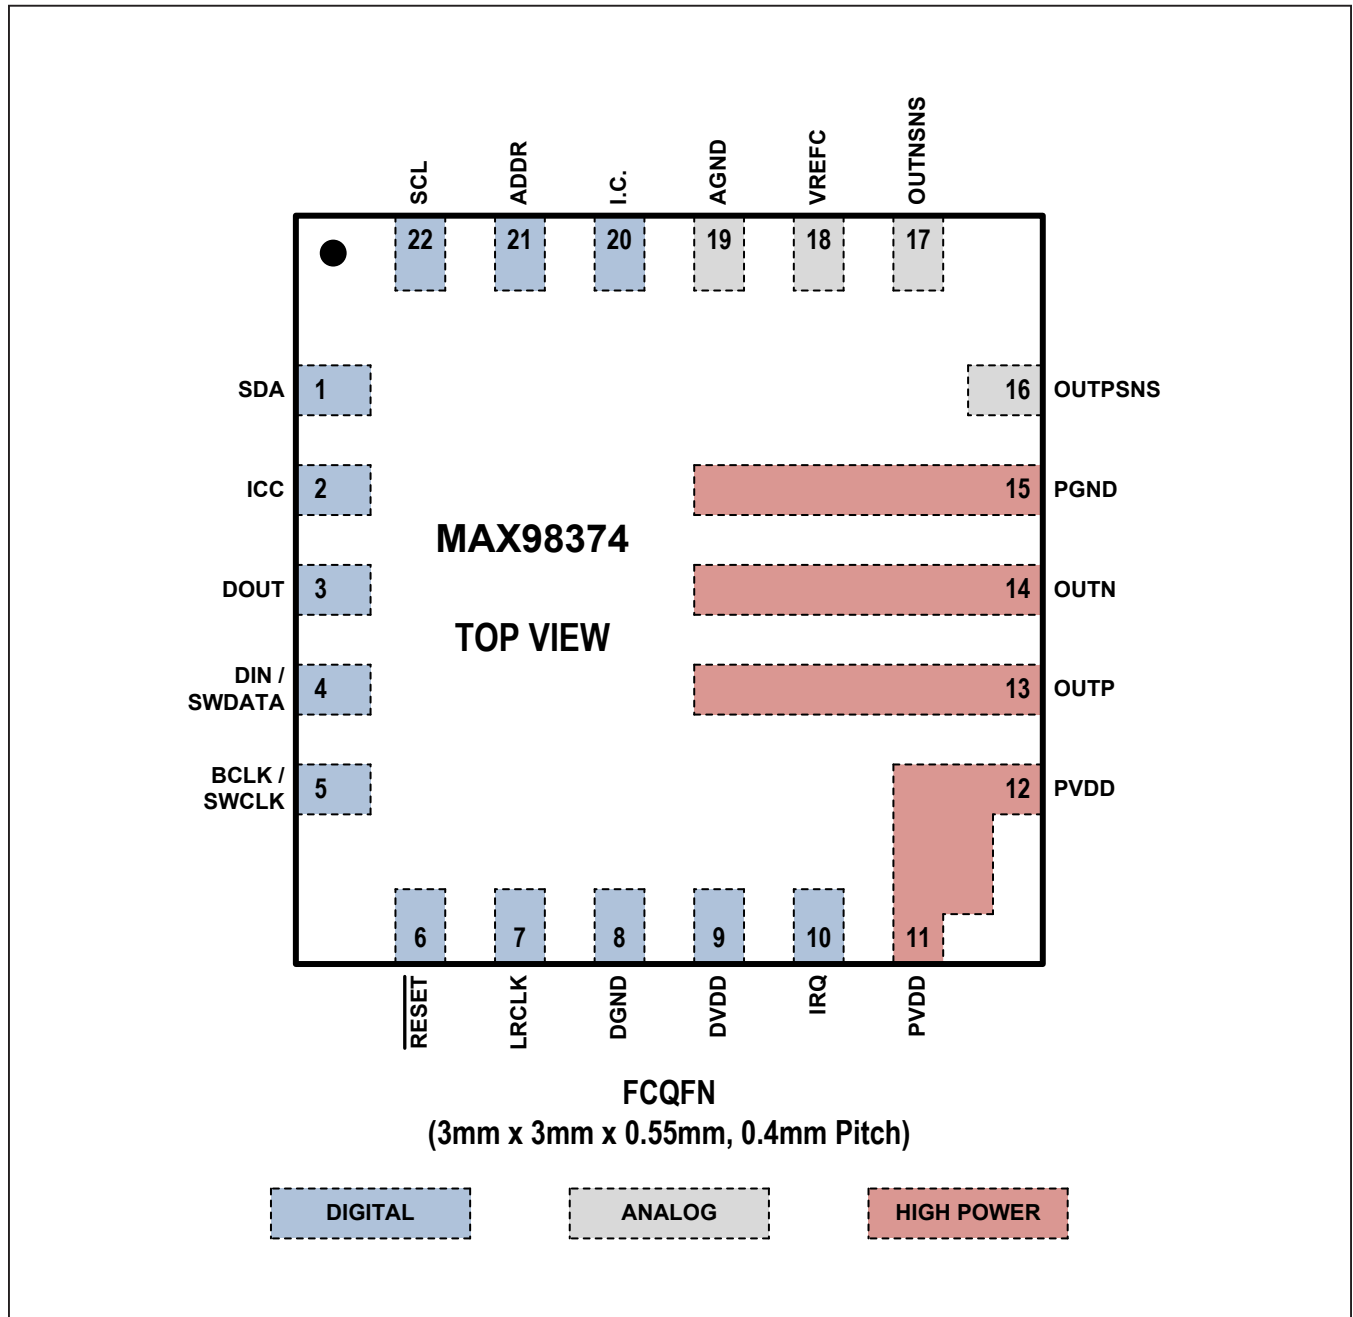 SCL
ADDR
I.C.
AGND
VREFC
OUTNSNS
22
21
20
19
18
17
SDA
1
16
OUTPSNS
ICC
2
15
PGND
MAX98374
DOUT
3
14
OUTN
TOP VIEW
DIN /
SWDATA
4
13
OUTP
BCLK /
SWCLK
5
12
PVDD
6
7
8
9
10
11
RESET
LRCLK
DGND
DVDD
IRQ
PVDD
FCQFN
(3mm x 3mm x 0.55mm, 0.4mm Pitch)
DIGITAL
ANALOG
HIGH POWER